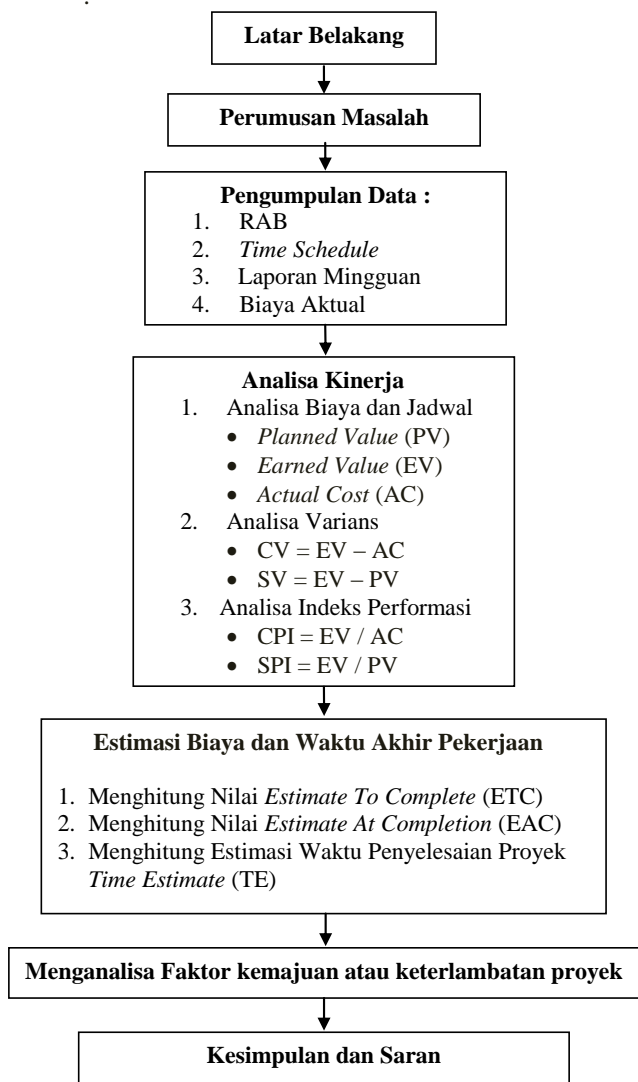 .
Latar Belakang
Perumusan Masalah
Pengumpulan Data :
1. RAB
2. Time Schedule
3. Laporan Mingguan
4. Biaya Aktual
Analisa Kinerja
1. Analisa Biaya dan Jadwal
• Planned Value (PV)
• Earned Value (EV)
• Actual Cost (AC)
2. Analisa Varians
• CV = EV – AC
• SV = EV – PV
3. Analisa Indeks Performasi
• CPI = EV / AC
• SPI = EV / PV
Estimasi Biaya dan Waktu Akhir Pekerjaan
1. Menghitung Nilai Estimate To Complete (ETC)
2. Menghitung Nilai Estimate At Completion (EAC)
3. Menghitung Estimasi Waktu Penyelesaian Proyek
Time Estimate (TE)
Menganalisa Faktor kemajuan atau keterlambatan proyek
Kesimpulan dan Saran